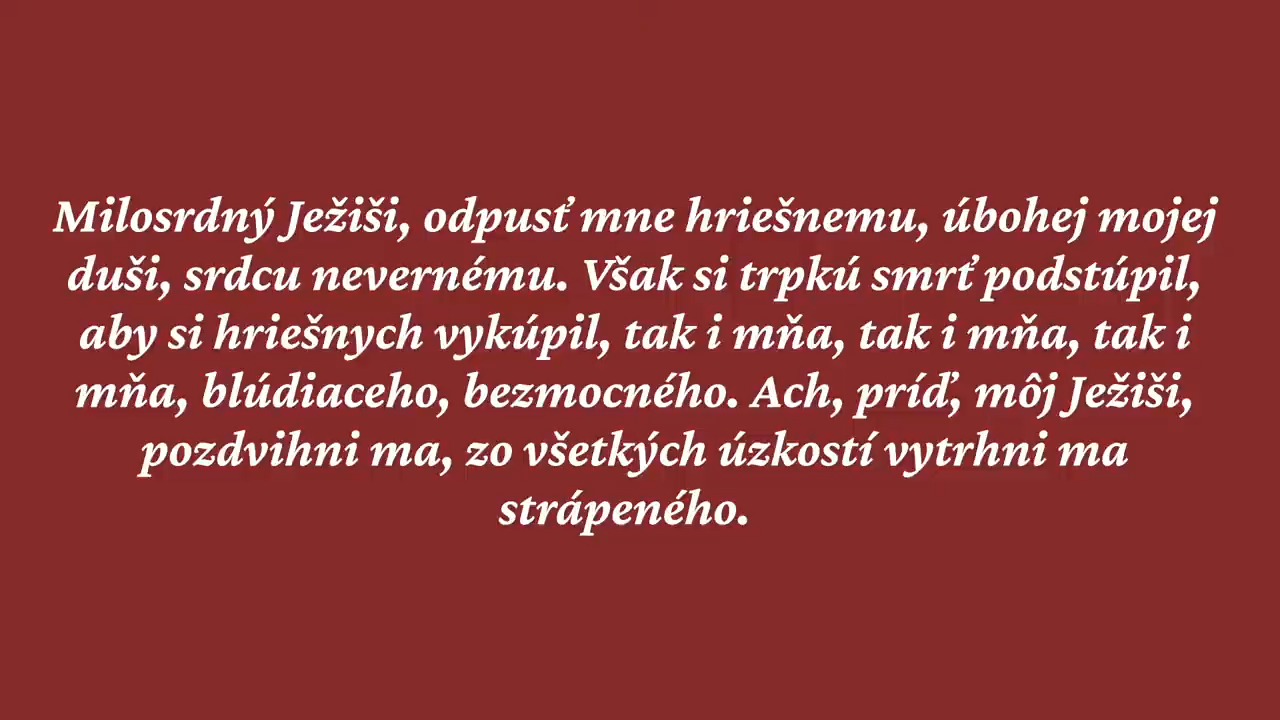 Milosrdný Ježiši, odpusť mne hriešnemu, úbohej mojej
duši, srdcu nevernému. Však si trpkú smrť podstúpil,
aby si hriešnych vykúpil, tak i mňa, tak i mňa, tak i
mňa, blúdiaceho, bezmocného. Ach, príď, môj Ježiši,
pozdvihni ma, zo všetkých úzkostí vytrhni ma
strápeného.